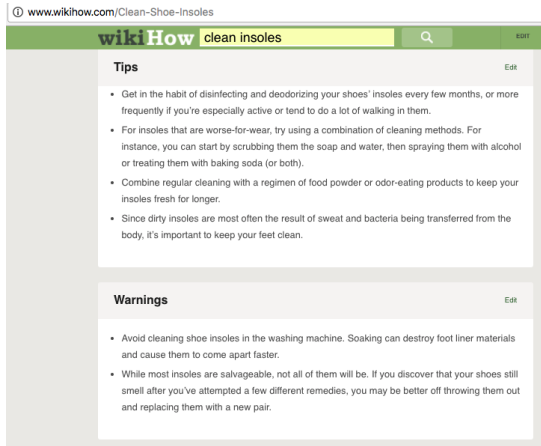 www.wikihow.com/Clean-Shoe-Insoles
wikiHow clean insoles EDIT
Tips Edit
• Get in the habit of disinfecting and deodorizing your shoes' insoles every few months, or more
frequently if you're especially active or tend to do a lot of walking in them.
• For insoles that are worse-for-wear, try using a combination of cleaning methods. For
instance, you can start by scrubbing them the soap and water, then spraying them with alcohol
or treating them with baking soda (or both).
• Combine regular cleaning with a regimen of food powder or odor-eating products to keep your
insoles fresh for longer.
• Since dirty insoles are most often the result of sweat and bacteria being transferred from the
body, it's important to keep your feet clean.
Warnings Edit
• Avoid cleaning shoe insoles in the washing machine. Soaking can destroy foot liner materials
and cause them to come apart faster.
• While most insoles are salvageable, not all of them will be. If you discover that your shoes still
smell after you've attempted a few different remedies, you may be better off throwing them out
and replacing them with a new pair.